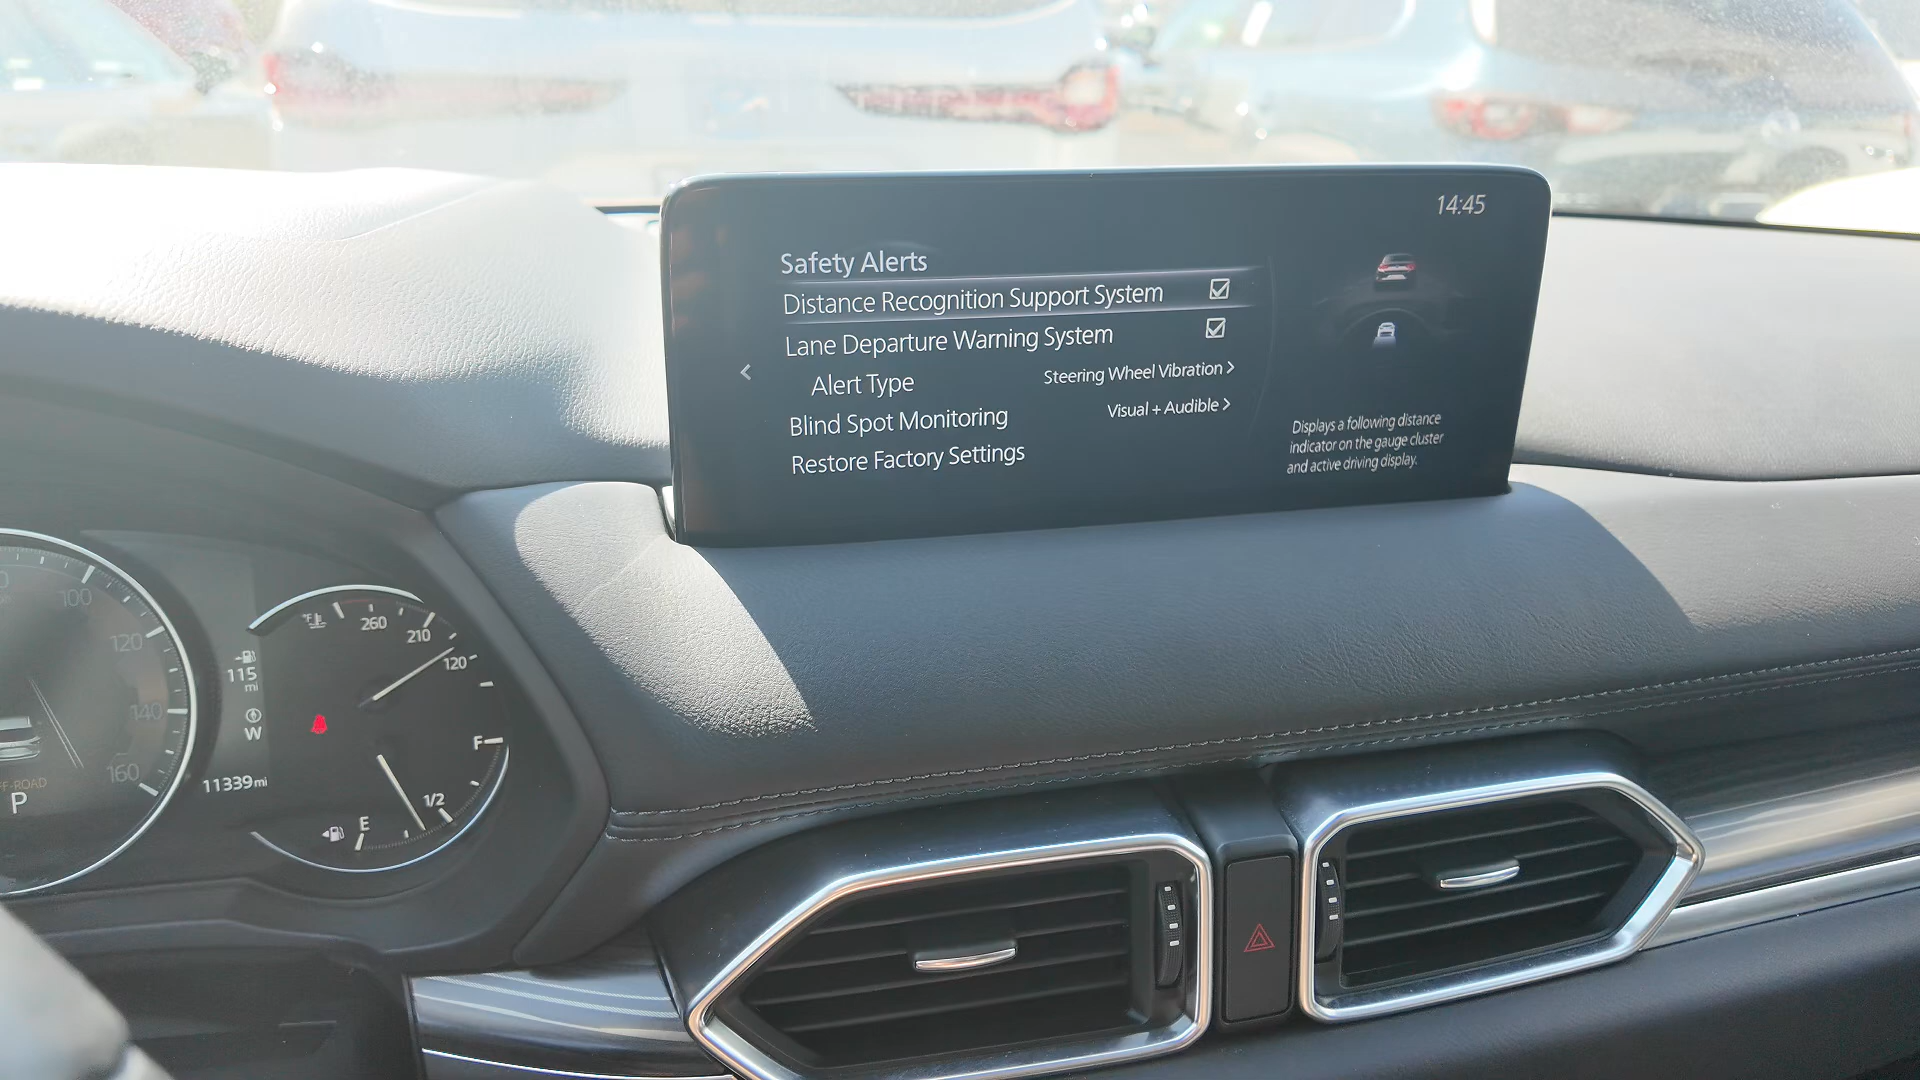 14:45
Safety Alerts
Distance Recognition Support System
Lane Departure Warning System
Alert Type Steering Wheel Vibration >
Blind Spot Monitoring Visual + Audible >
Restore Factory Settings
<
Displays a following distance
indicator on the gauge cluster
and active driving display.
100
120
140
160
P
115
mi
W
11339 mi
260
210
120
F
1/2
E